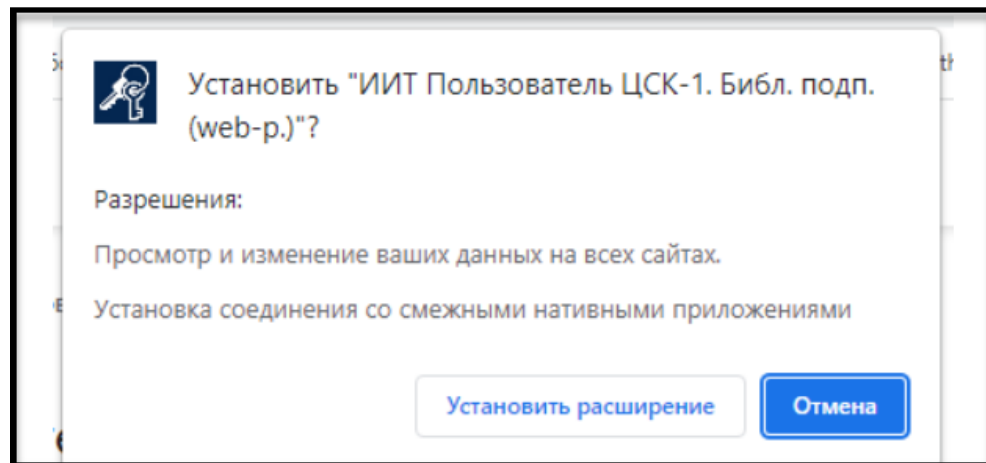 Установить "ИИТ Пользователь ЦСК-1. Библ. подп.
(web-р.)"?
Разрешения:
Просмотр и изменение ваших данных на всех сайтах.
Установка соединения со смежными нативными приложениями
Установить расширение
Отмена